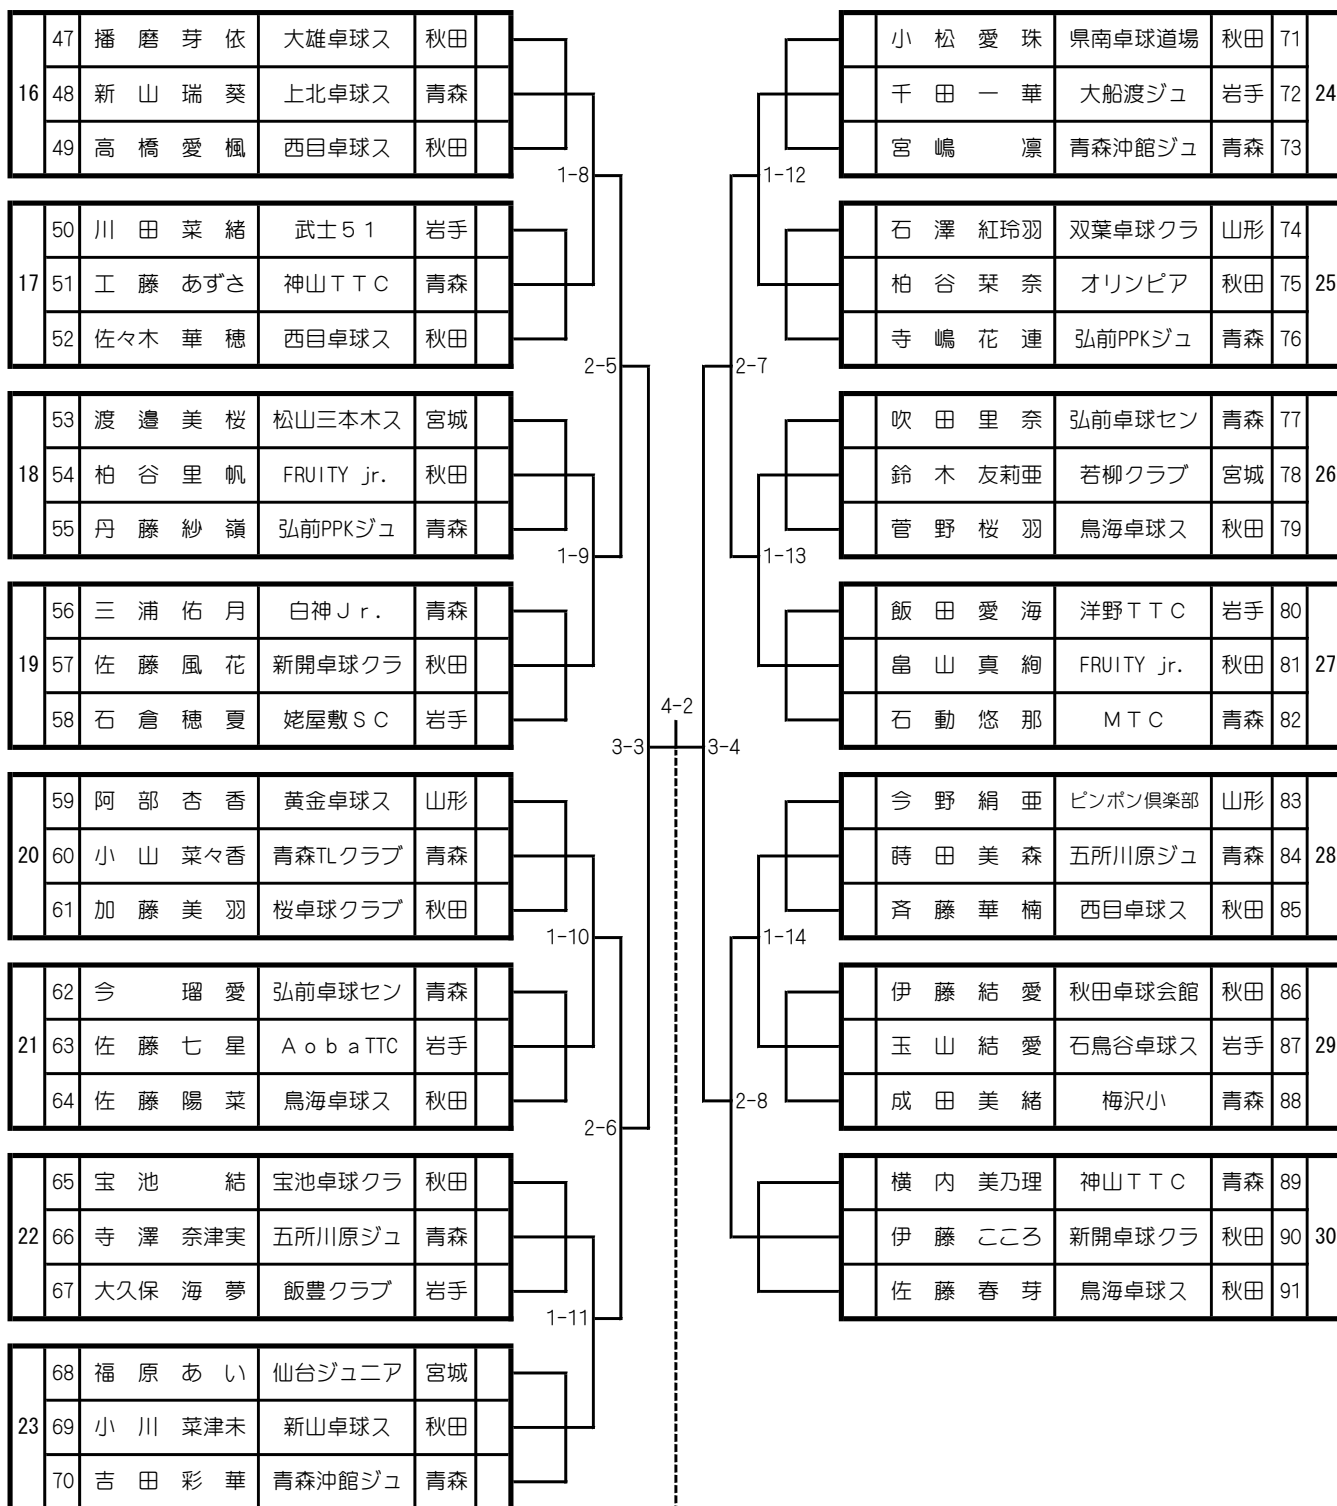 47 播磨芽依 大雄卓球ス 秋田
16 48 新山瑞葵 上北卓球ス 青森
49 高橋愛楓 西目卓球ス 秋田
1-8
50 川田菜緒 武士51 岩手
17 51 工藤あずさ 神山TTC 青森
52 佐々木華穂 西目卓球ス 秋田
2-5
53 渡邉美桜 松山三本木ス 宮城
18 54 柏谷里帆 FRUITY jr. 秋田
55 丹藤紗嶺 弘前PPKジュ 青森
1-9
56 三浦佑月 白神Jr. 青森
19 57 佐藤風花 新開卓球クラ 秋田
58 石倉穂夏 姥屋敷SC 岩手
3-3
4-2
59 阿部杏香 黄金卓球ス 山形
20 60 小山菜々香 青森TLクラブ 青森
61 加藤美羽 桜卓球クラブ 秋田
1-10
62 今瑠愛 弘前卓球セン 青森
21 63 佐藤七星 AobaTTC 岩手
64 佐藤陽菜 鳥海卓球ス 秋田
2-6
65 宝池結 宝池卓球クラ 秋田
22 66 寺澤奈津実 五所川原ジュ 青森
67 大久保海夢 飯豊クラブ 岩手
1-11
68 福原あい 仙台ジュニア 宮城
23 69 小川菜津未 新山卓球ス 秋田
70 吉田彩華 青森沖館ジュ 青森
小松愛珠 県南卓球道場 秋田 71
千田一華 大船渡ジュ 岩手 72 24
宮嶋凛 青森沖館ジュ 青森 73
1-12
石澤紅玲羽 双葉卓球クラ 山形 74
柏谷栞奈 オリンピア 秋田 75 25
寺嶋花連 弘前PPKジュ 青森 76
2-7
吹田里奈 弘前卓球セン 青森 77
鈴木友莉亜 若柳クラブ 宮城 78 26
菅野桜羽 鳥海卓球ス 秋田 79
1-13
飯田愛海 洋野TTC 岩手 80
畠山真絢 FRUITY jr. 秋田 81 27
石動悠那 MTC 青森 82
3-4
今野絹亜 ピンポン倶楽部 山形 83
蒔田美森 五所川原ジュ 青森 84 28
斉藤華楠 西目卓球ス 秋田 85
1-14
伊藤結愛 秋田卓球会館 秋田 86
玉山結愛 石鳥谷卓球ス 岩手 87 29
成田美緒 梅沢小 青森 88
2-8
横内美乃理 神山TTC 青森 89
伊藤こころ 新開卓球クラ 秋田 90 30
佐藤春芽 鳥海卓球ス 秋田 91